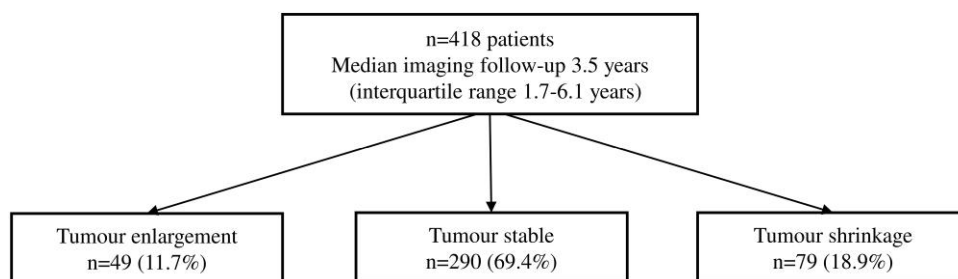 n=418 patients
Median imaging follow-up 3.5 years
(interquartile range 1.7-6.1 years)
Tumour enlargement
n=49 (11.7%)
Tumour stable
n=290 (69.4%)
Tumour shrinkage
n=79 (18.9%)